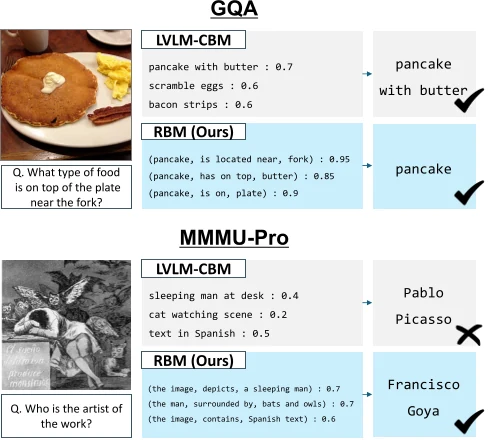 GQA
LVLM-CBM
pancake with butter : 0.7
scramble eggs : 0.6
bacon strips : 0.6
pancake
with butter
RBM (Ours)
(pancake, is located near, fork) : 0.95
(pancake, has on top, butter) : 0.85
(pancake, is on, plate) : 0.9
pancake
Q. What type of food
is on top of the plate
near the fork?
MMMU-Pro
LVLM-CBM
sleeping man at desk : 0.4
cat watching scene : 0.2
text in Spanish : 0.5
Pablo
Picasso
RBM (Ours)
(the image, depicts, a sleeping man) : 0.7
(the man, surrounded by, bats and owls) : 0.7
(the image, contains, Spanish text) : 0.6
Francisco
Goya
Q. Who is the artist of
the work?